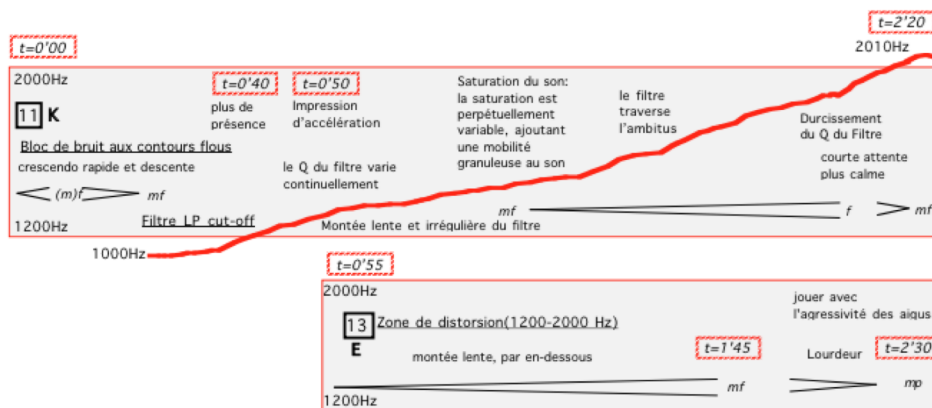 t=0'00
t=2'20
2010Hz
2000Hz
t=0'40
t=0'50
11 K
plus de
présence
Impression
d'accélération
Saturation du son:
la saturation est
perpétuellement
variable, ajoutant
une mobilité
granuleuse au son
le filtre
traverse
l'ambitus
Durcissement
du Q du Filtre
Bloc de bruit aux contours flous
crescendo rapide et descente
le Q du filtre varie
continuellement
courte attente
plus calme
(m)f
mf
mf
f
mf
1200Hz
Filtre LP cut-off
Montée lente et irrégulière du filtre
1000Hz
t=0'55
2000Hz
13 Zone de distorsion(1200-2000 Hz)
E
jouer avec
l'agressivité des aigus
montée lente, par en-dessous
t=1'45
Lourdeur
t=2'30
mf
mp
1200Hz